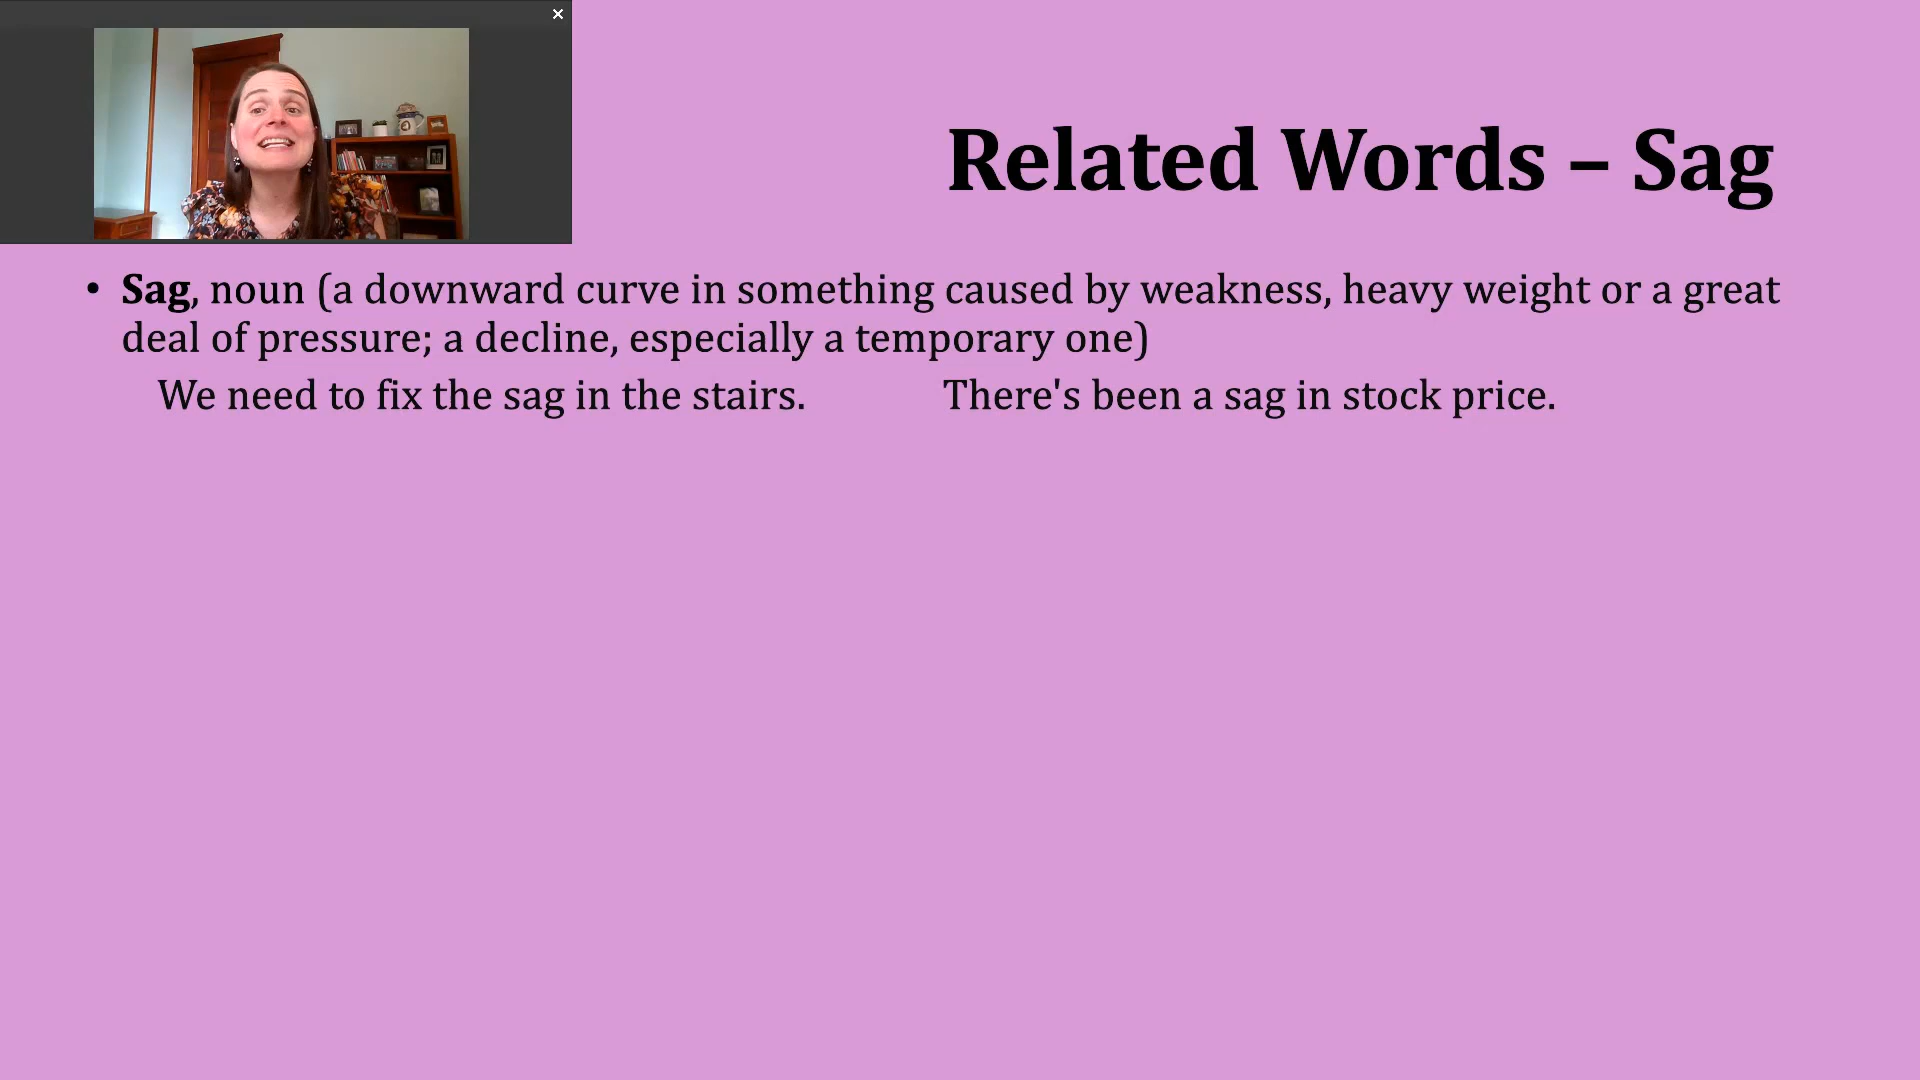 Related Words – Sag
• Sag, noun (a downward curve in something caused by weakness, heavy weight or a great
deal of pressure; a decline, especially a temporary one)
We need to fix the sag in the stairs. There's been a sag in stock price.